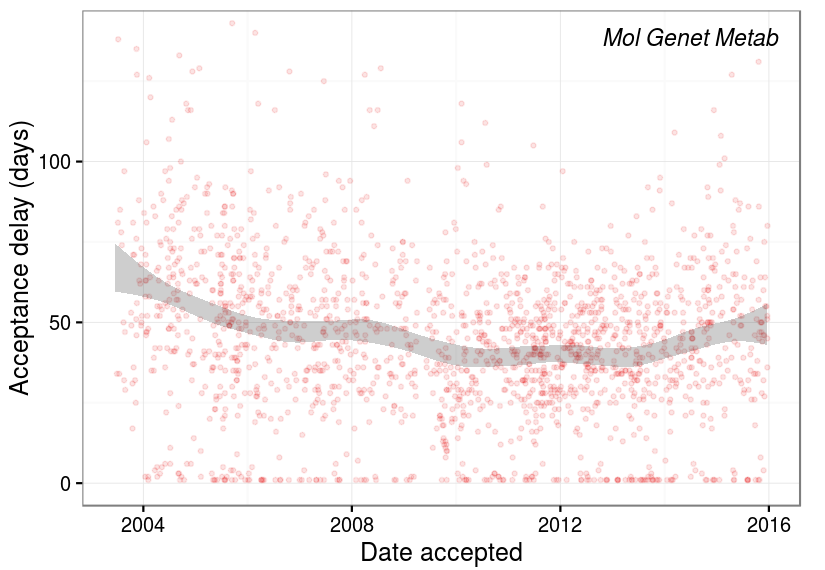 Mol Genet Metab
Acceptance delay (days)
100
50
0
2004 2008 2012 2016
Date accepted